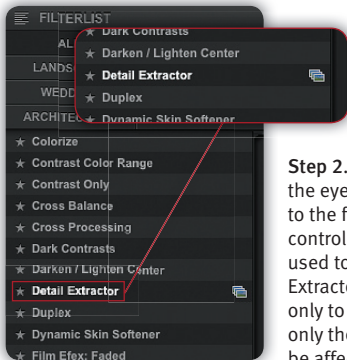 FILTERLIST
AL
LANDS
WEDD
ARCHITE
Dark Contrasts
Darken / Lighten Center
Detail Extractor
Duplex
Dynamic Skin Softener
Colorize
Contrast Color Range
Contrast Only
Cross Balance
Cross Processing
Dark Contrasts
Darken / Lighten Center
Detail Extractor
Duplex
Dynamic Skin Softener
Film Efex: Faded
Step 2.
the eye
to the f
control
used to
Extracto
only to
only the
be affe